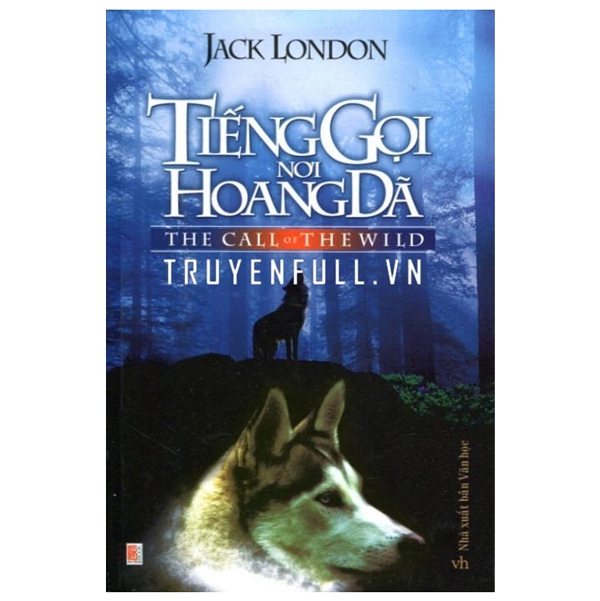 JACK LONDON
TIẾNG GỌI
NƠI
HOANG DÃ
THE CALL OF THE WILD
TRUYENFULL.VN
Nhà xuất bản Văn học
vh